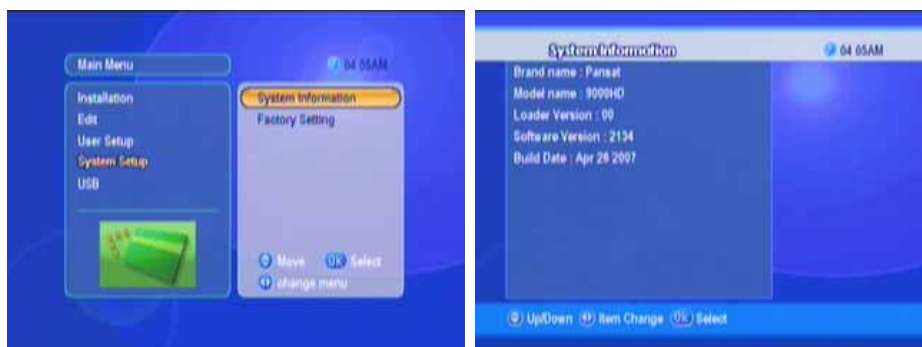 Main Menu
04 05AM
Installation
Edit
User Setup
System Setup
USB
System Information
Factory Setting
Move OK Select
change menu
System Information
04 05AM
Brand name : Pansat
Model name : 9000HD
Loader Version : 00
Software Version : 2134
Build Date : Apr 26 2007
Up/Down Item Change OK Select